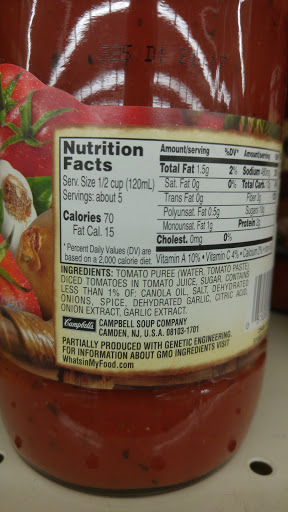 Nutrition Facts
Serv. Size 1/2 cup (120mL)
Servings: about 5
Calories 70
Fat Cal. 15
* Percent Daily Values (DV) are
based on a 2,000 calorie diet.
Amount/serving %DV*
Total Fat 1.5g 2%
Sat. Fat 0g 0%
Trans Fat 0g
Polyunsat. Fat 0.5g
Monounsat. Fat 1g
Cholest. 0mg 0%
Amount/serving
Sodium 480mg
Total Carb.
Fiber
Sugars
Protein
Vitamin A 10% • Vitamin C 4% • Calcium
INGREDIENTS: TOMATO PUREE (WATER, TOMATO PASTE)
DICED TOMATOES IN TOMATO JUICE, SUGAR, CONTAINS
LESS THAN 1% OF: CANOLA OIL, SALT, DEHYDRATED
ONIONS, SPICE, DEHYDRATED GARLIC, CITRIC ACID,
ONION EXTRACT, GARLIC EXTRACT.
Campbell's CAMPBELL SOUP COMPANY
CAMDEN, NJ, U.S.A. 08103-1701
PARTIALLY PRODUCED WITH GENETIC ENGINEERING.
FOR INFORMATION ABOUT GMO INGREDIENTS VISIT
WhatsinMyFood.com